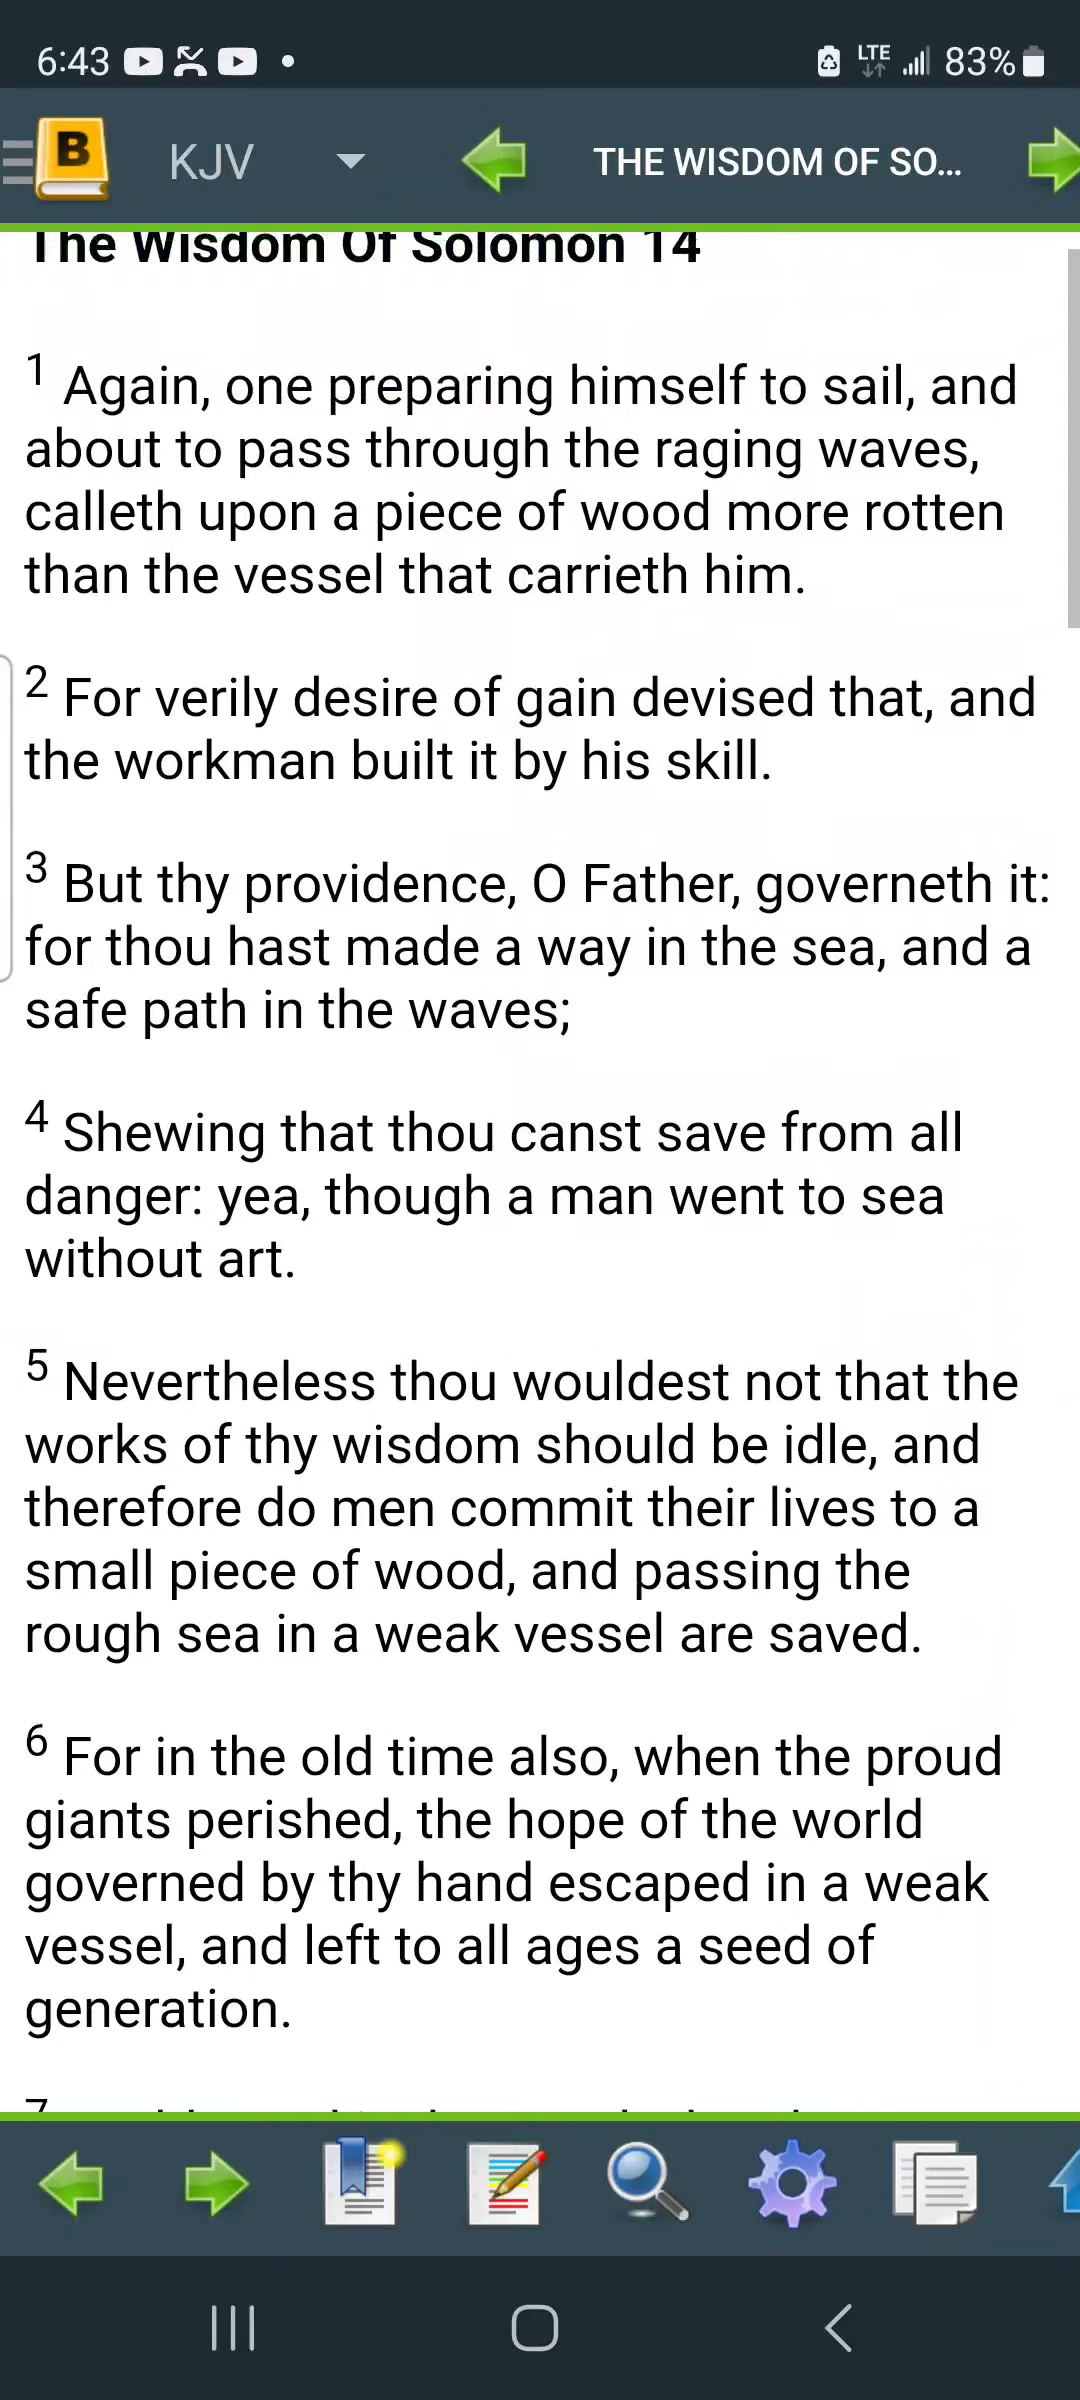 6:43
LTE
83%
B
KJV
THE WISDOM OF SO...
The Wisdom Of Solomon 14
1 Again, one preparing himself to sail, and
about to pass through the raging waves,
calleth upon a piece of wood more rotten
than the vessel that carrieth him.
2 For verily desire of gain devised that, and
the workman built it by his skill.
3 But thy providence, O Father, governeth it:
for thou hast made a way in the sea, and a
safe path in the waves;
4 Shewing that thou canst save from all
danger: yea, though a man went to sea
without art.
5 Nevertheless thou wouldest not that the
works of thy wisdom should be idle, and
therefore do men commit their lives to a
small piece of wood, and passing the
rough sea in a weak vessel are saved.
6 For in the old time also, when the proud
giants perished, the hope of the world
governed by thy hand escaped in a weak
vessel, and left to all ages a seed of
generation.
7